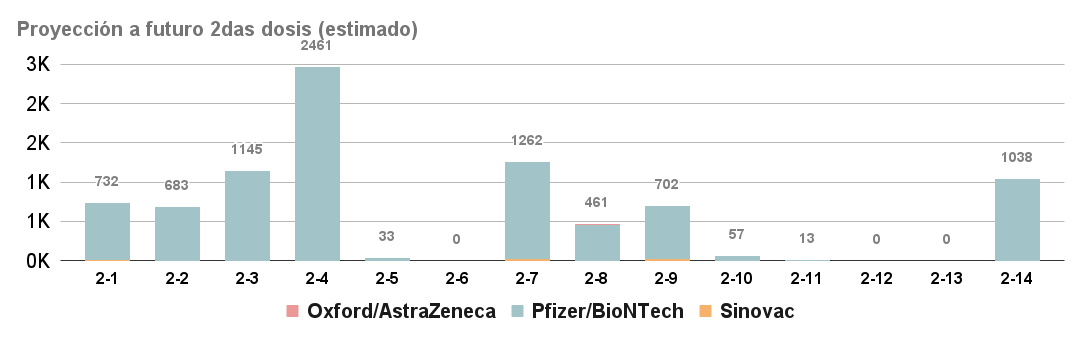 Proyección a futuro 2das dosis (estimado)
2461
3K
2K
1262
2K
1145
1038
1K
732
683
702
461
1K
33
0
57
13
0
0
0K
2-1 2-2 2-3 2-4 2-5 2-6 2-7 2-8 2-9 2-10 2-11 2-12 2-13 2-14
Oxford/AstraZeneca Pfizer/BioNTech Sinovac